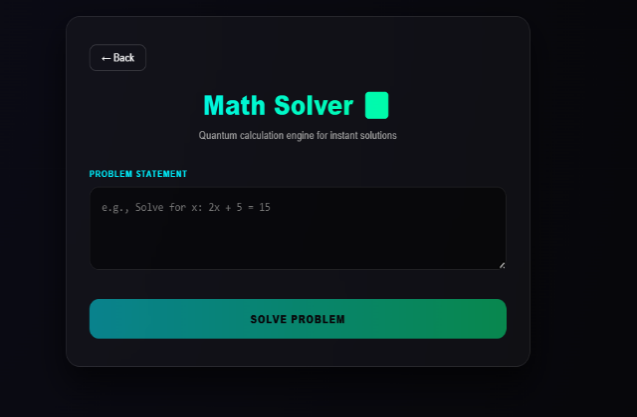 ← Back
Math Solver
Quantum calculation engine for instant solutions
PROBLEM STATEMENT
e.g., Solve for x: 2x + 5 = 15
SOLVE PROBLEM